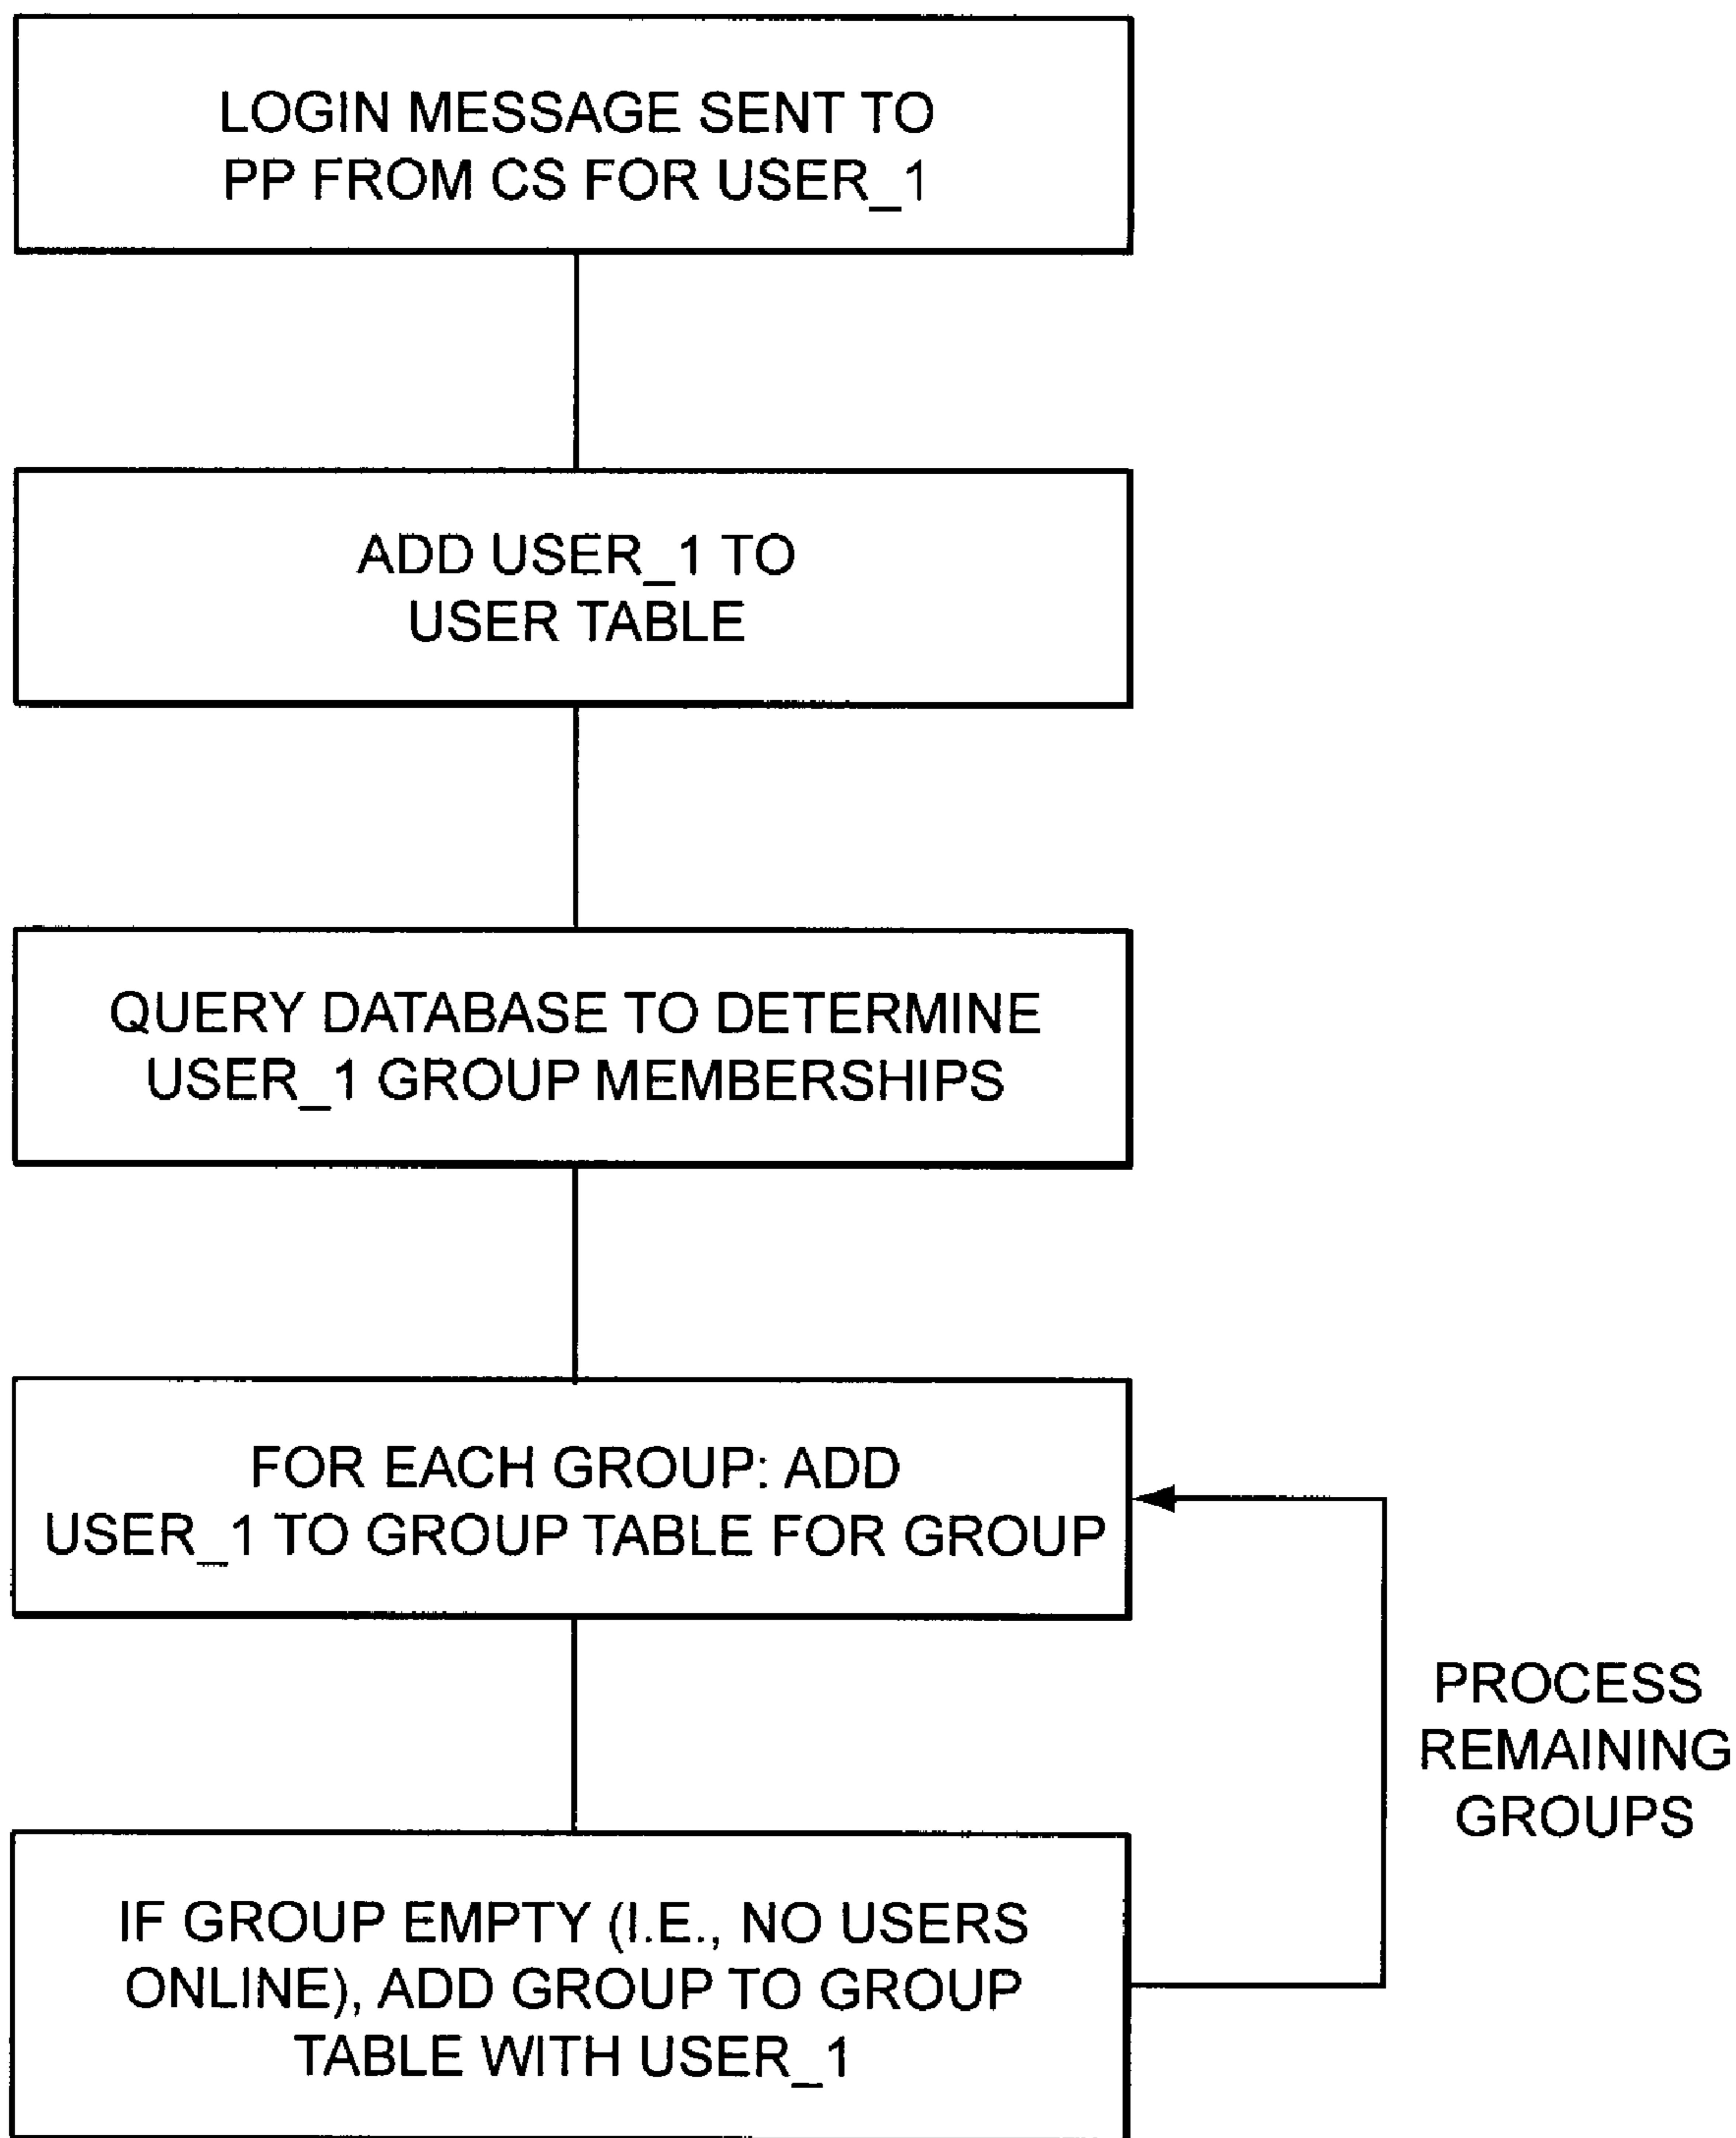 LOGIN MESSAGE SENT TO
PP FROM CS FOR USER_1
ADD USER_1 TO
USER TABLE
QUERY DATABASE TO DETERMINE
USER_1 GROUP MEMBERSHIPS
FOR EACH GROUP: ADD
USER_1 TO GROUP TABLE FOR GROUP
PROCESS
REMAINING
GROUPS
IF GROUP EMPTY (I.E., NO USERS
ONLINE), ADD GROUP TO GROUP
TABLE WITH USER_1